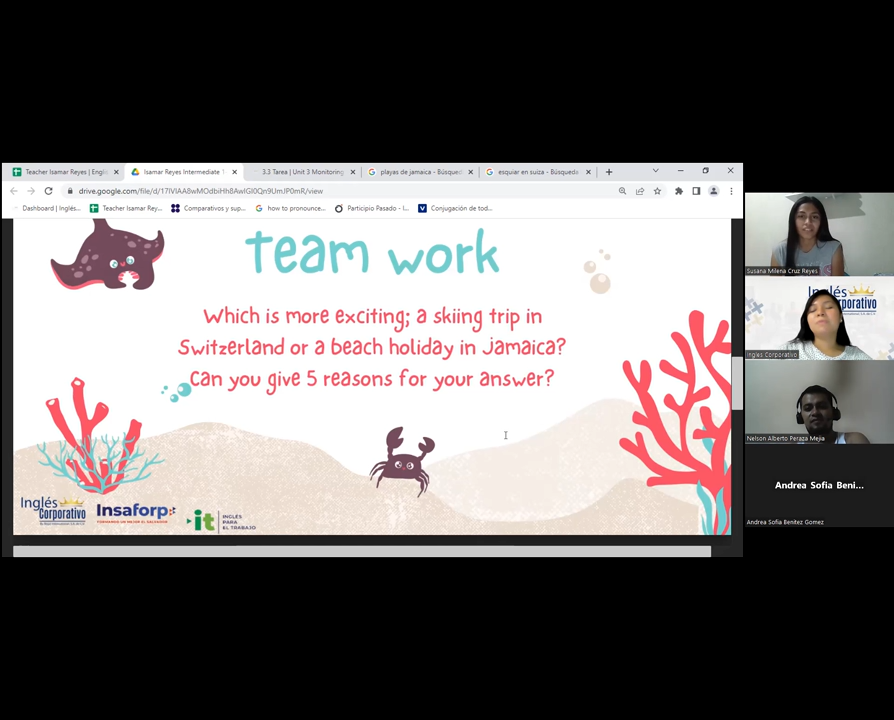 Teacher Isamar Reyes | Englis
Isamar Reyes Intermediate 1
3.3 Tarea | Unit 3 Monitoring
playas de jamaica - Búsqued
esquiar en suiza - Búsqueda
drive.google.com/file/d/
/view
Dashboard | Inglés...
Teacher Isamar Rey...
Comparativos y sup...
how to pronounce...
Participio Pasado - I...
Conjugación de tod...
team work
Which is more exciting; a skiing trip in
Switzerland or a beach holiday in Jamaica?
Can you give 5 reasons for your answer?
Inglés
Corporativo
Insaforp
FORMANDO UN MEJOR EL SALVADOR
it
INGLÉS
PARA
EL TRABAJO
Susana Milena Cruz Reyes
Inglés
Corporativo
Ingles Corporativo
Nelson Alberto Peraza Mejia
Andrea Sofia Beni...
Andrea Sofia Benitez Gomez